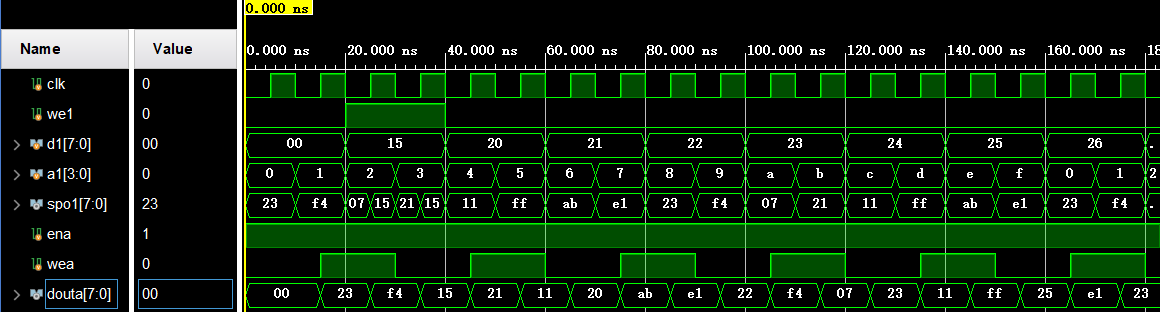 0.000 ns
Name Value 0.000 ns 20.000 ns 40.000 ns 60.000 ns 80.000 ns 100.000 ns 120.000 ns 140.000 ns 160.000 ns 18
clk 0
we1 0
d1[7:0] 00 00 15 20 21 22 23 24 25 26 .
a1[3:0] 0 0 1 2 3 4 5 6 7 8 9 a b c d e f 0 1 2
spo1[7:0] 23 23 f4 07 15 21 15 11 ff ab e1 23 f4 07 21 11 ff ab e1 23 f4 .
ena 1
wea 0
douta[7:0] 00 00 23 f4 15 21 11 20 ab e1 22 f4 07 23 11 ff 25 e1 23